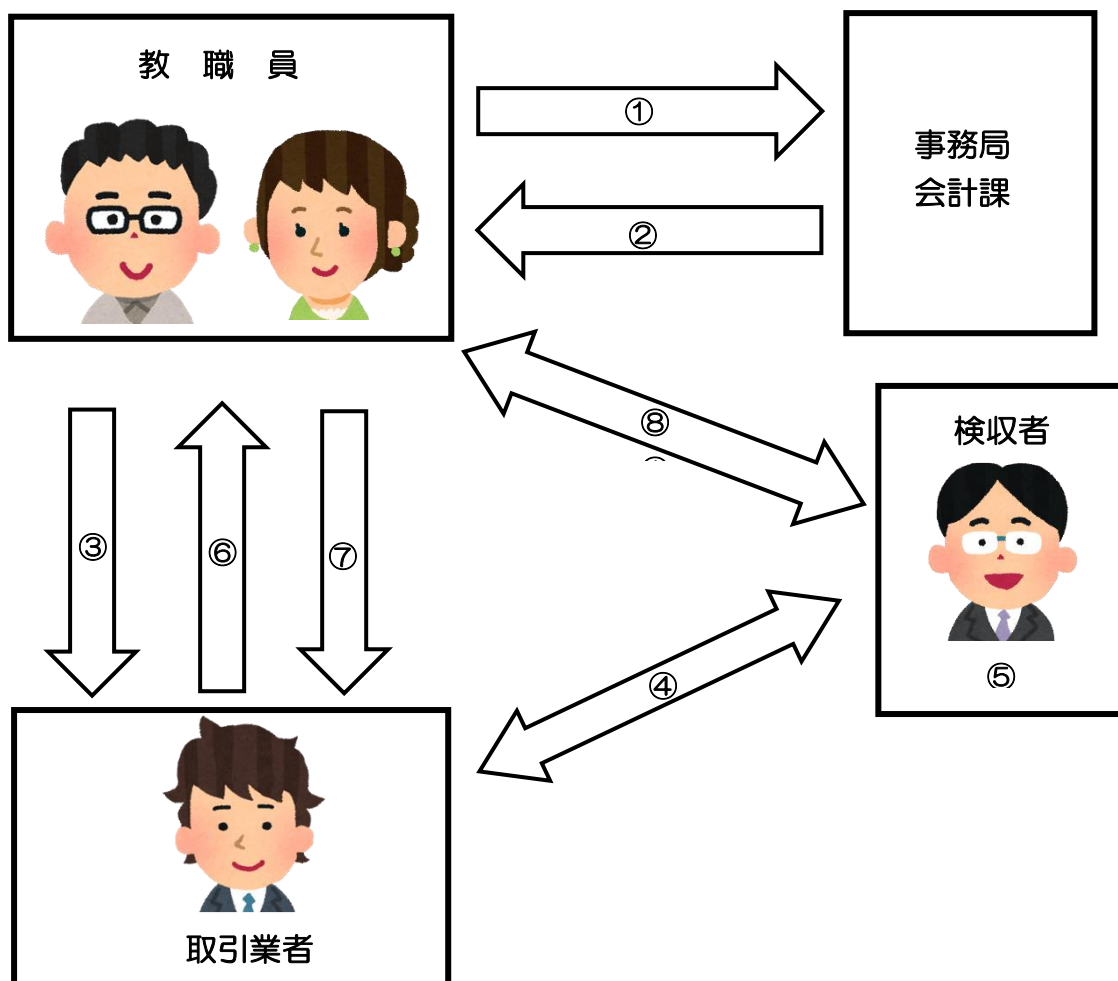 教 職 員
①
事務局
会計課
②
⑧
検収者
③
⑥
⑦
④
⑤
取引業者